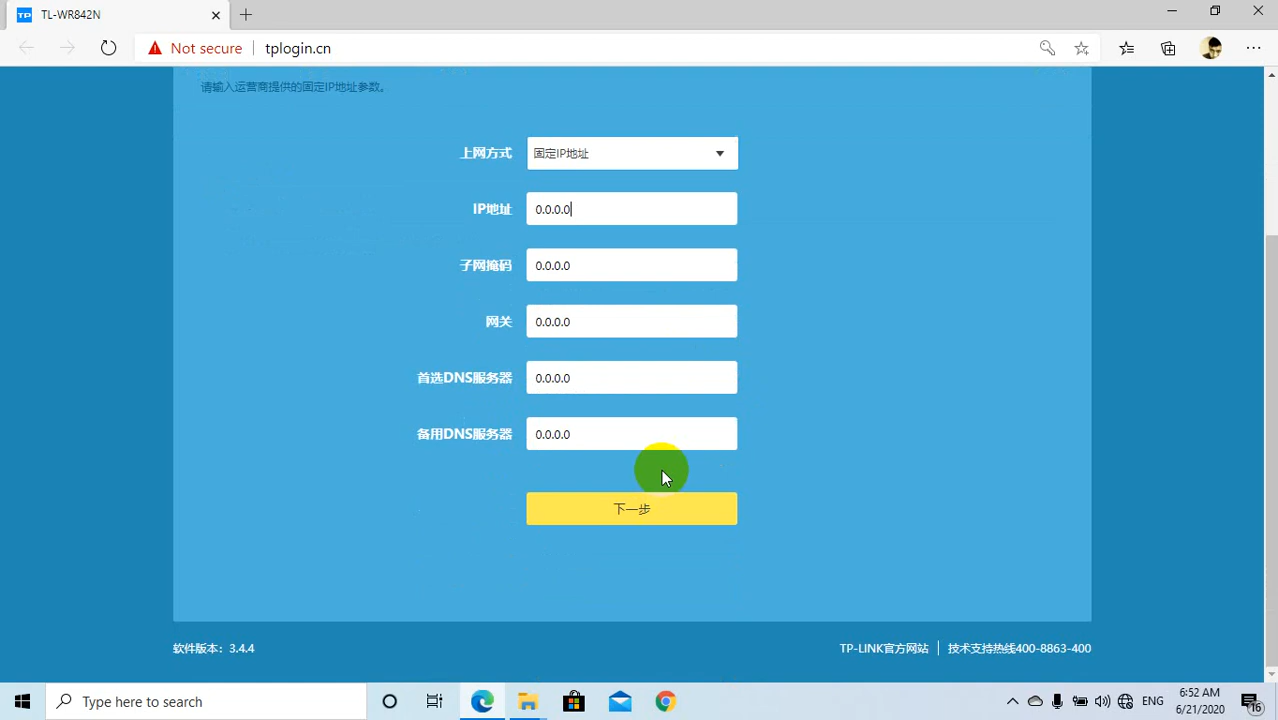 TP TL-WR842N
Not secure tplogin.cn
请输入运营商提供的固定IP地址参数。
上网方式 固定IP地址
IP地址 0.0.0.0
子网掩码 0.0.0.0
网关 0.0.0.0
首选DNS服务器 0.0.0.0
备用DNS服务器 0.0.0.0
下一步
软件版本：3.4.4 TP-LINK官方网站 技术支持热线400-8863-400
Type here to search ENG 6:52 AM
6/21/2020 16